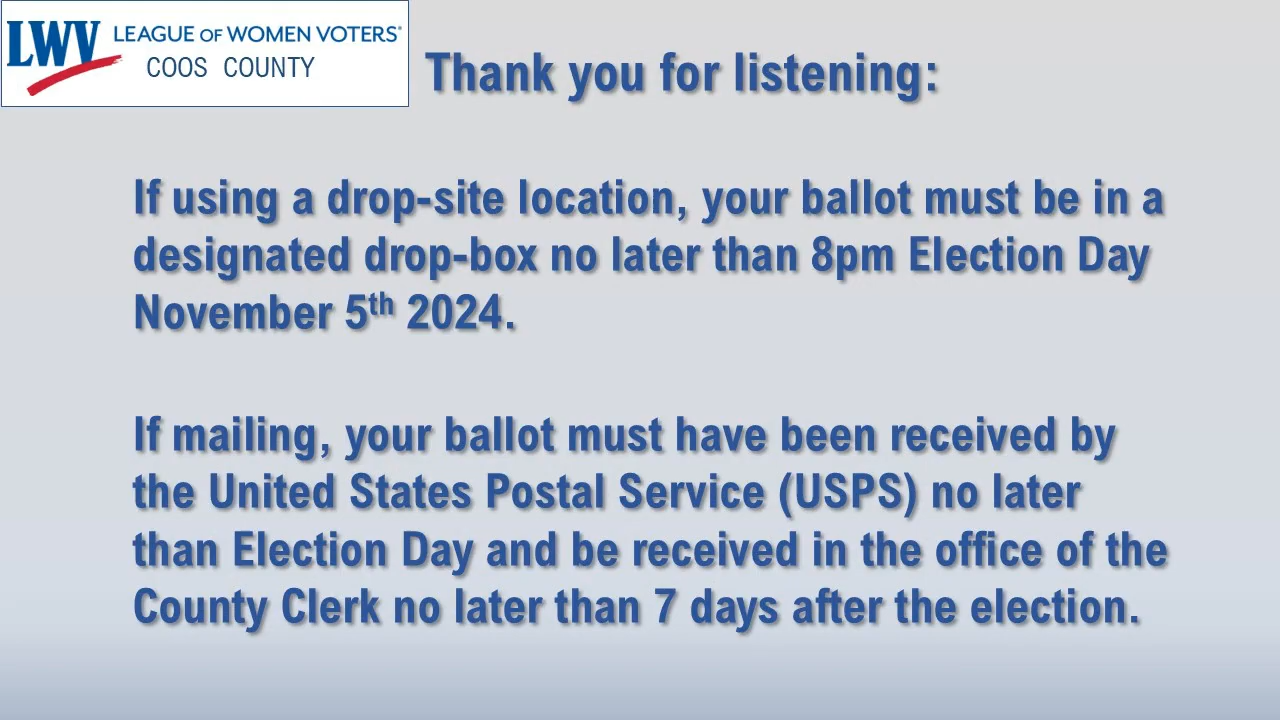 LWV LEAGUE OF WOMEN VOTERS®
COOS COUNTY
Thank you for listening:
If using a drop-site location, your ballot must be in a
designated drop-box no later than 8pm Election Day
November 5th 2024.
If mailing, your ballot must have been received by
the United States Postal Service (USPS) no later
than Election Day and be received in the office of the
County Clerk no later than 7 days after the election.